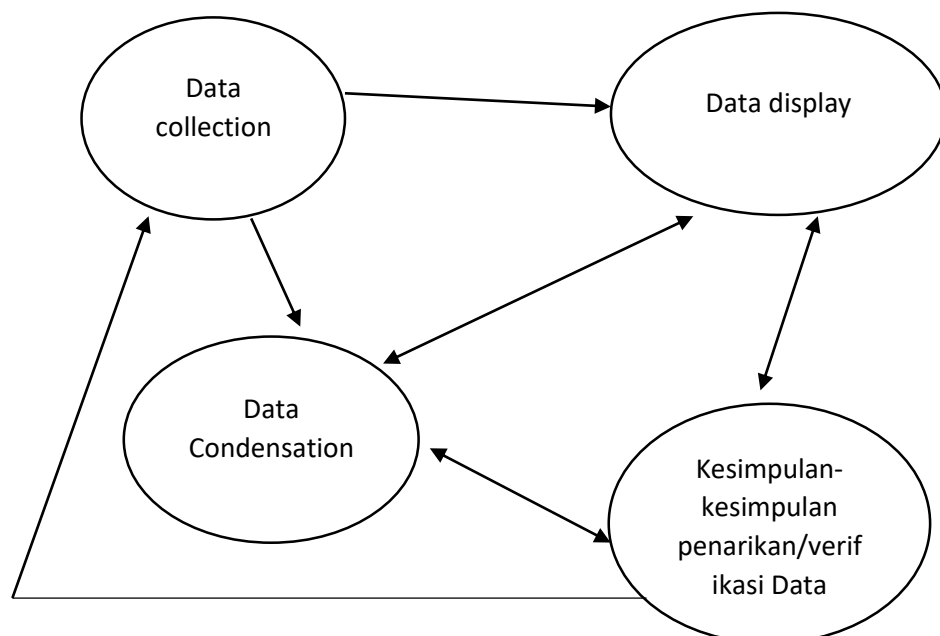 Data
collection
Data display
Data
Condensation
Kesimpulan-
kesimpulan
penarikan/verif
ikasi Data